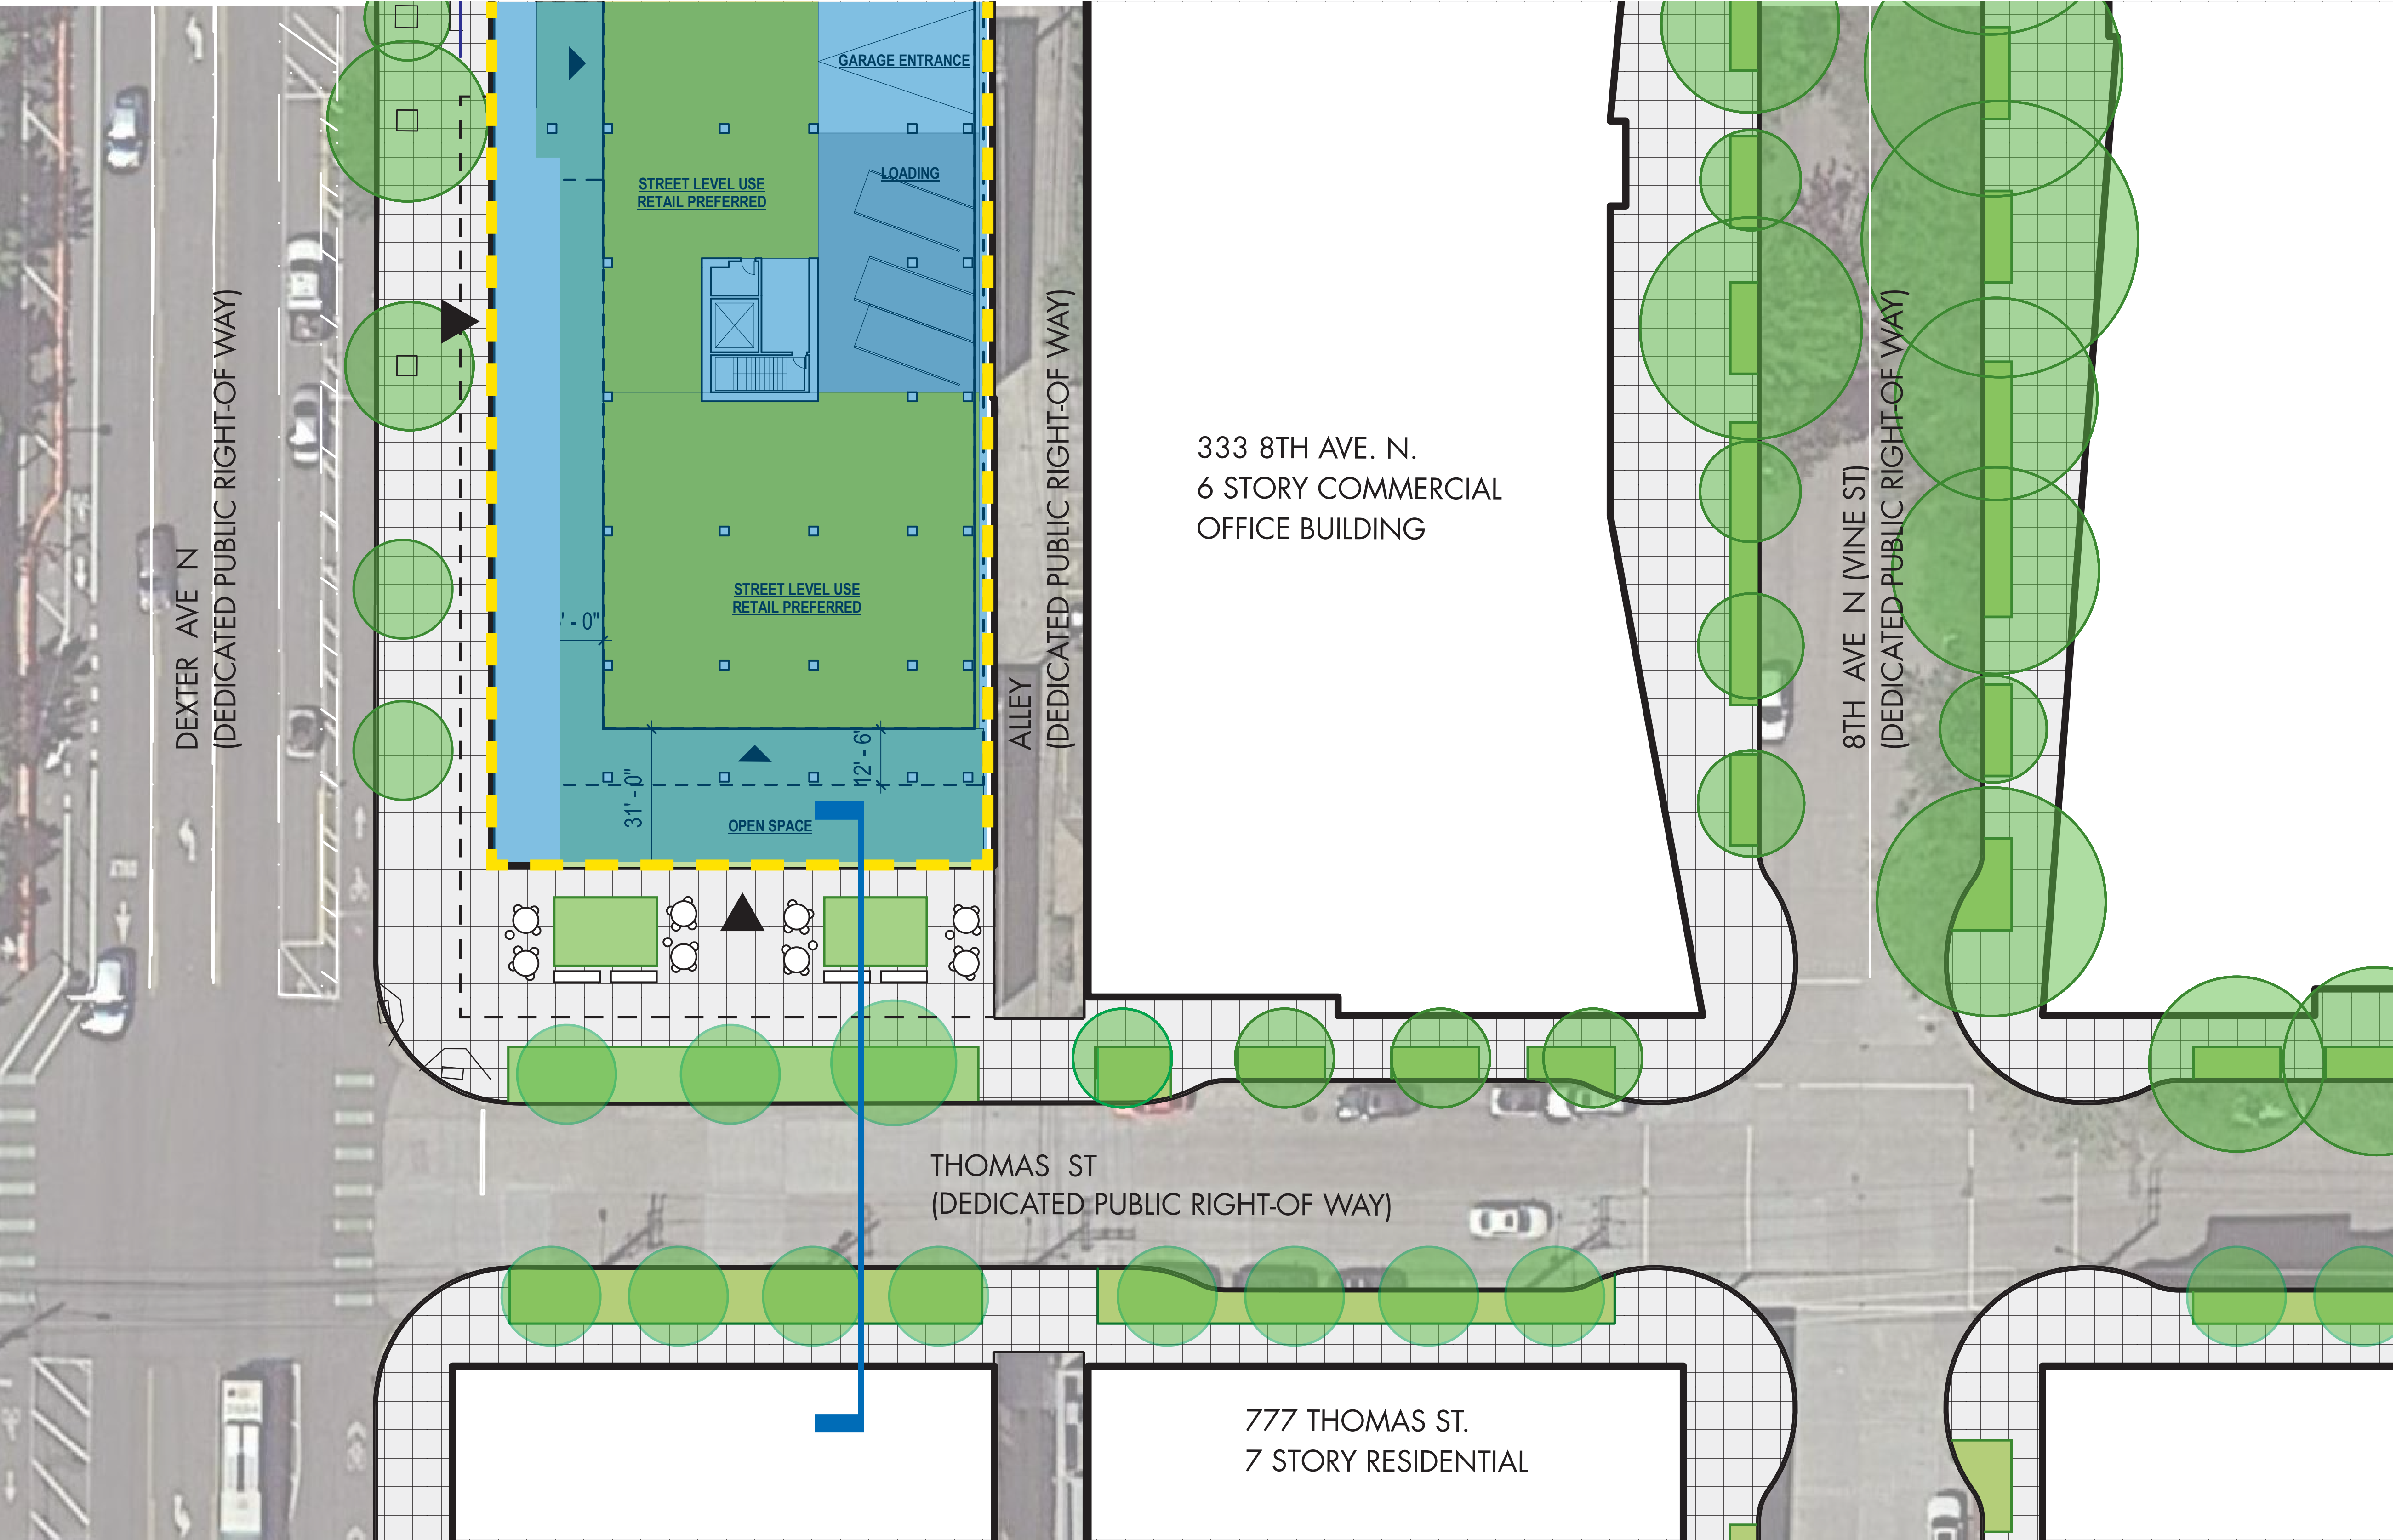 GARAGE ENTRANCE
LOADING
STREET LEVEL USE
RETAIL PREFERRED
DEXTER AVE N
(DEDICATED PUBLIC RIGHT-OF WAY)
ALLEY
(DEDICATED PUBLIC RIGHT-OF WAY)
333 8TH AVE. N.
6 STORY COMMERCIAL
OFFICE BUILDING
8TH AVE N (VINE ST)
(DEDICATED PUBLIC RIGHT-OF WAY)
STREET LEVEL USE
RETAIL PREFERRED
' - 0"
31' - 0"
12' - 6"
OPEN SPACE
THOMAS ST
(DEDICATED PUBLIC RIGHT-OF WAY)
777 THOMAS ST.
7 STORY RESIDENTIAL